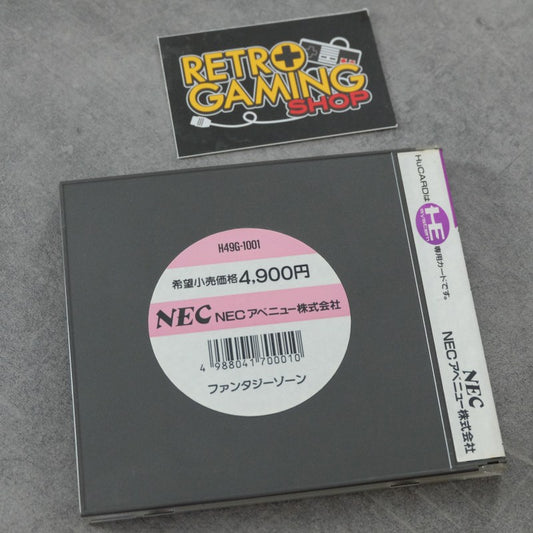 RETRO
GAMING
SHOP
H49G-1001
希望小売価格 4,900円
NEC NECアベニュー株式会社
4 988041 700010
ファンタジーゾーン
HuCARDは
HE
SYSTEM
専用カードです。
NEC
NECアベニュー株式会社